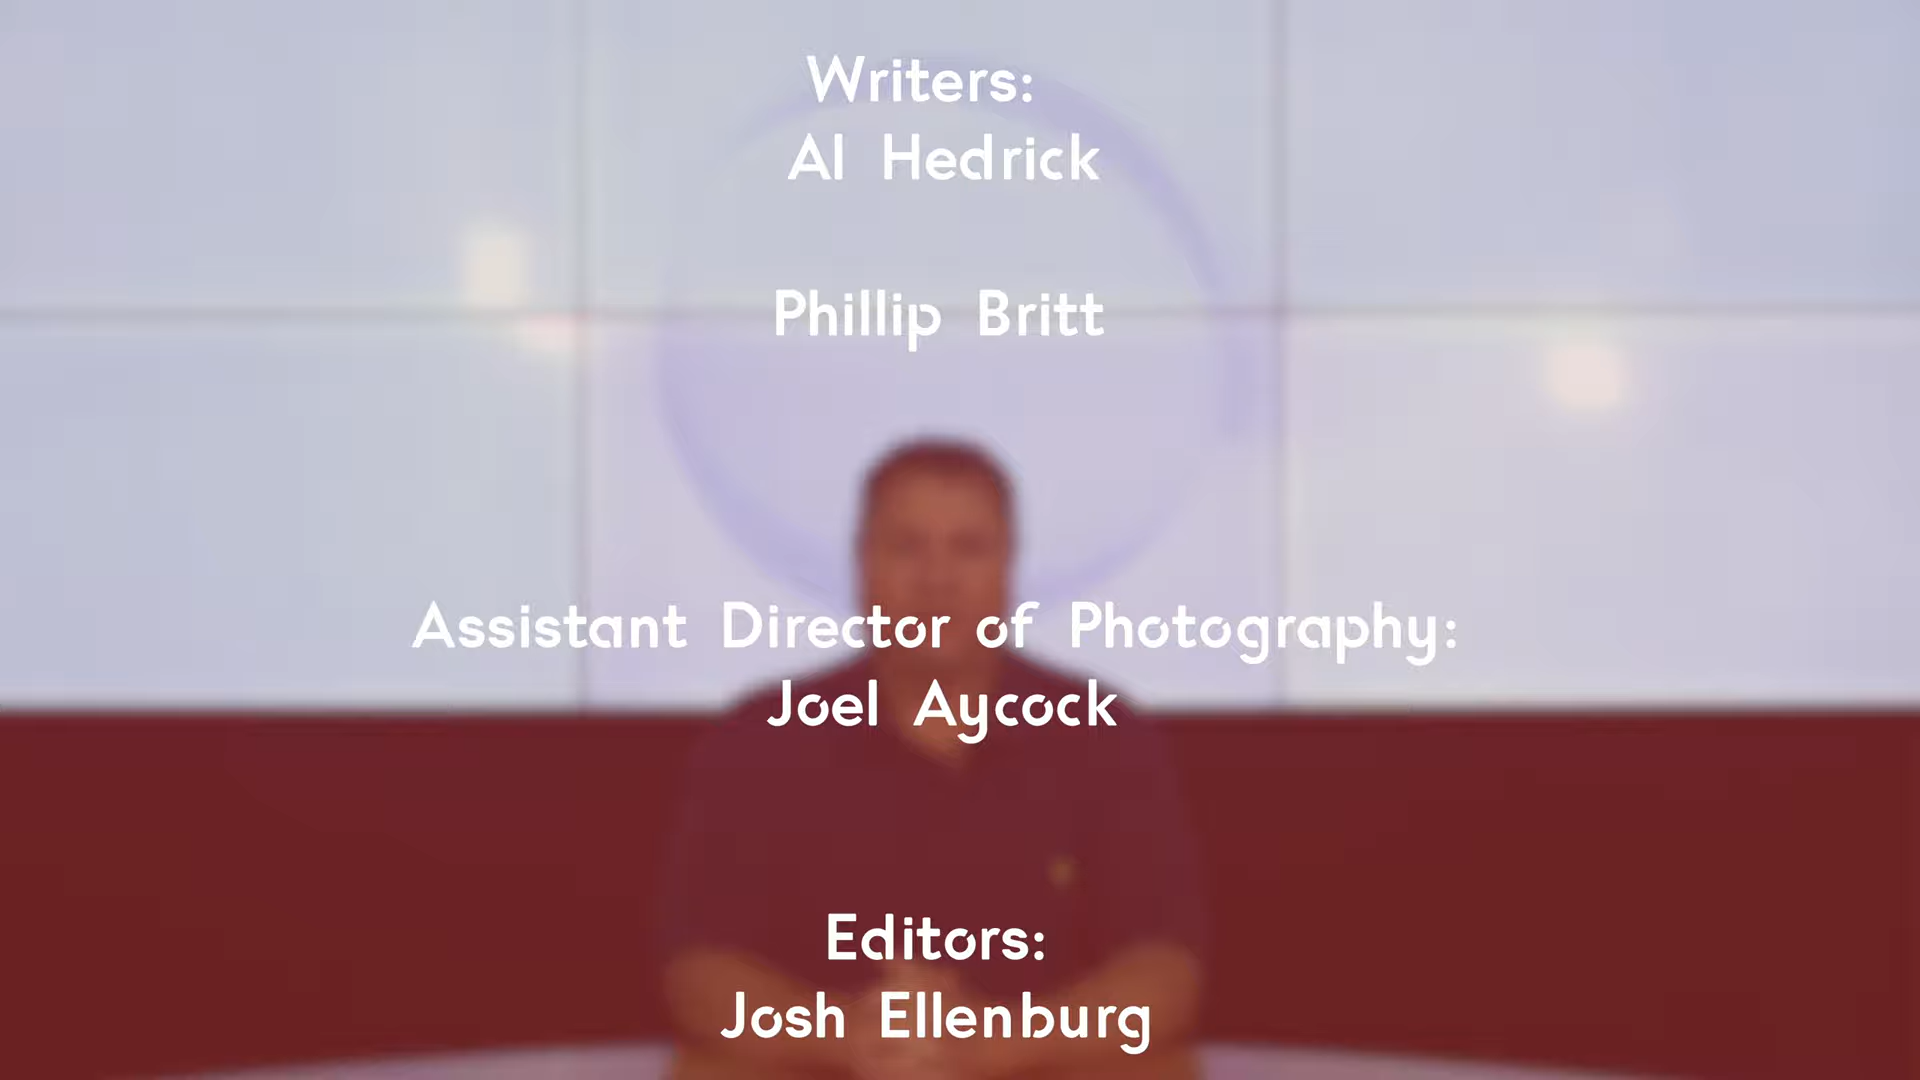 Writers:
Al Hedrick
Phillip Britt
Assistant Director of Photography:
Joel Aycock
Editors:
Josh Ellenburg